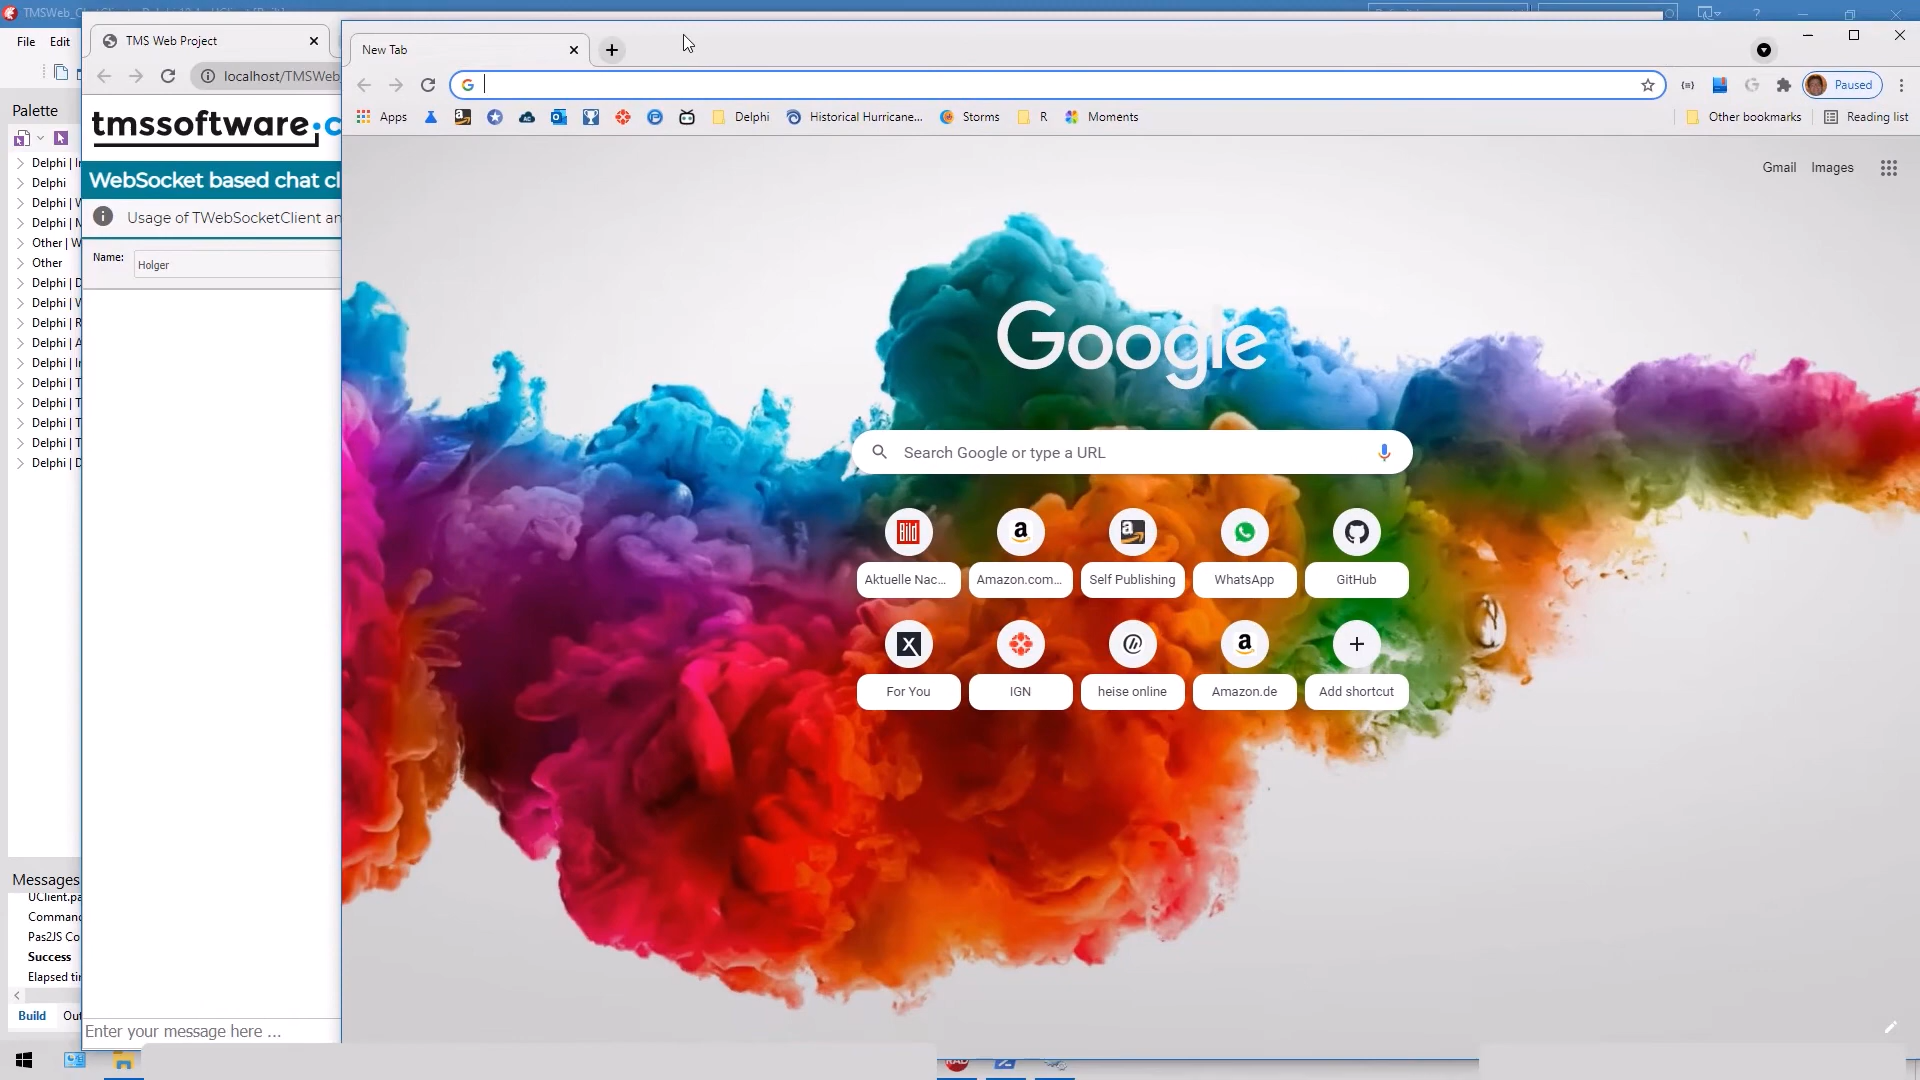 File Edit
Palette
Delphi
Other
Messages
Command
Pas2JS
Success
Build
TMS Web Project
localhost/TMSWeb
tmssoftware.c
WebSocket based chat cl
Usage of TWebSocketClient an
Name:
Holger
Enter your message here ...
New Tab
Paused
Apps
Delphi
Historical Hurricane...
Storms
R
Moments
Other bookmarks
Reading list
Gmail Images
Google
Search Google or type a URL
Aktuelle Nac...
Amazon.com...
Self Publishing
WhatsApp
GitHub
For You
IGN
heise online
Amazon.de
Add shortcut